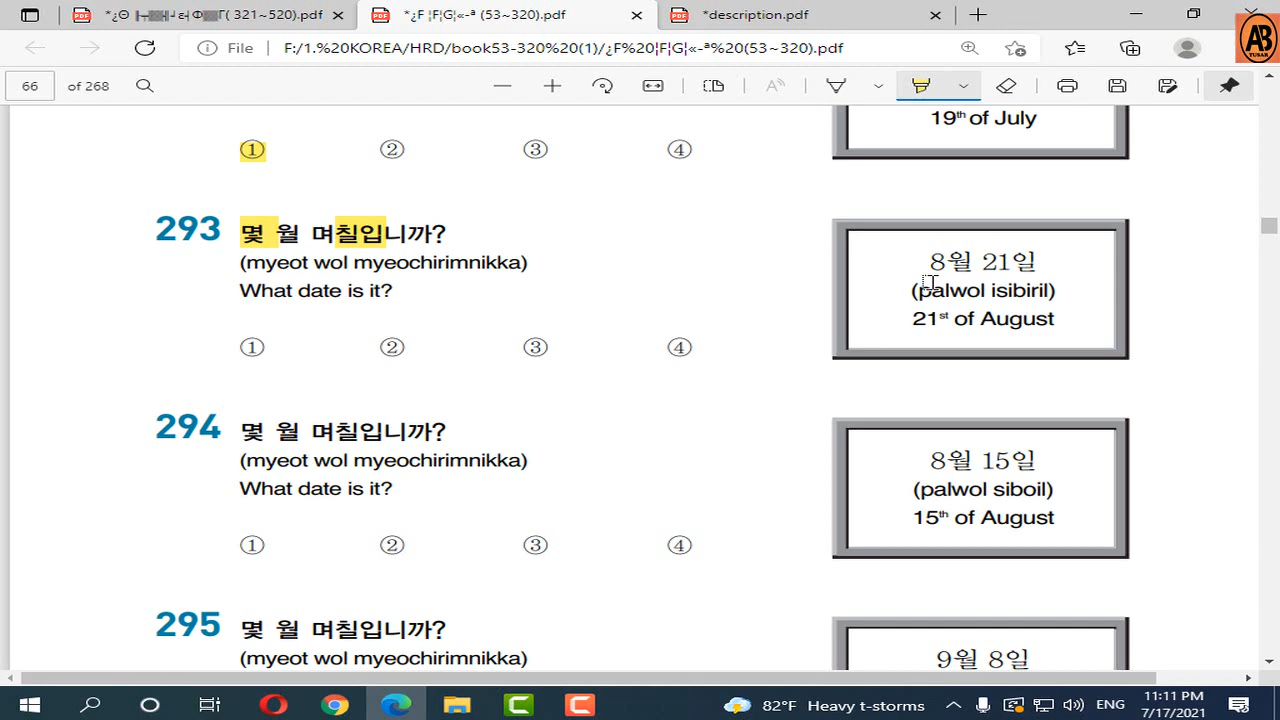 *¿F ¦F¦G¦«-ª (53~320).pdf
*description.pdf
AB
TUSAR
File
F:/1.%20KOREA/HRD/book53-320%20(1)/¿F%20¦F¦G¦«-ª%20(53~320).pdf
66 of 268
19th of July
① ② ③ ④
293 몇 월 며칠입니까?
(myeot wol myeochirimnikka)
What date is it?
8월 21일
(palwol isibiril)
21st of August
① ② ③ ④
294 몇 월 며칠입니까?
(myeot wol myeochirimnikka)
What date is it?
8월 15일
(palwol siboil)
15th of August
① ② ③ ④
295 몇 월 며칠입니까?
(myeot wol myeochirimnikka)
9월 8일
82°F Heavy t-storms
ENG
11:11 PM
7/17/2021